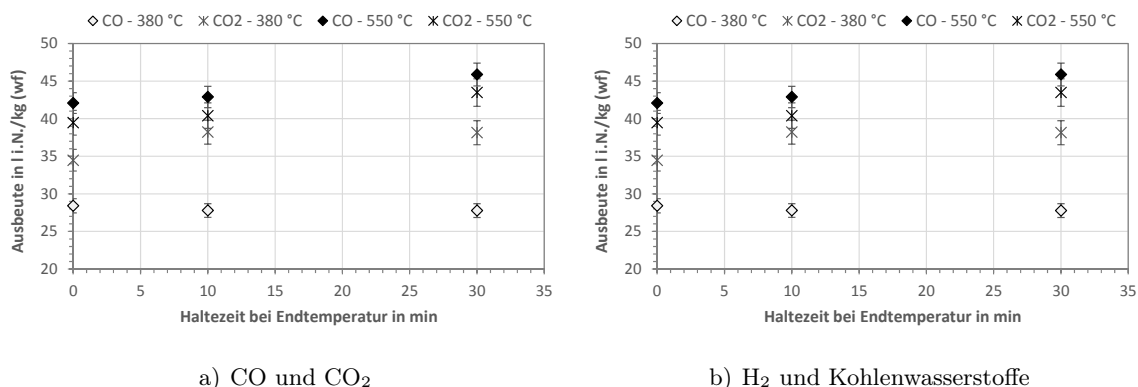 CO - 380 °C CO2 - 380 °C CO - 550 °C CO2 - 550 °C
50
45
40
35
30
25
20
Ausbeute in l i.N./kg (wf)
0 5 10 15 20 25 30 35
Haltezeit bei Endtemperatur in min
a) CO und CO₂
CO - 380 °C CO2 - 380 °C CO - 550 °C CO2 - 550 °C
50
45
40
35
30
25
20
Ausbeute in l i.N./kg (wf)
0 5 10 15 20 25 30 35
Haltezeit bei Endtemperatur in min
b) H₂ und Kohlenwasserstoffe